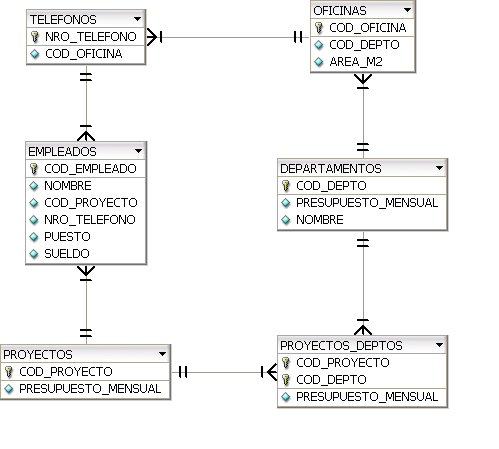 TELEFONOS
NRO_TELEFONO
COD_OFICINA
OFICINAS
COD_OFICINA
COD_DEPTO
AREA_M2
EMPLEADOS
COD_EMPLEADO
NOMBRE
COD_PROYECTO
NRO_TELEFONO
PUESTO
SUELDO
DEPARTAMENTOS
COD_DEPTO
PRESUPUESTO_MENSUAL
NOMBRE
PROYECTOS
COD_PROYECTO
PRESUPUESTO_MENSUAL
PROYECTOS_DEPTOS
COD_PROYECTO
COD_DEPTO
PRESUPUESTO_MENSUAL